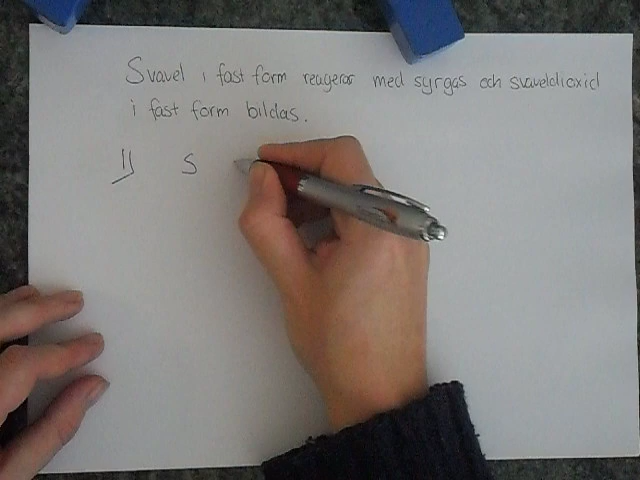 Svavel i fast form reagerar med syrgas och svaveldioxid
i fast form bildas.
1) S